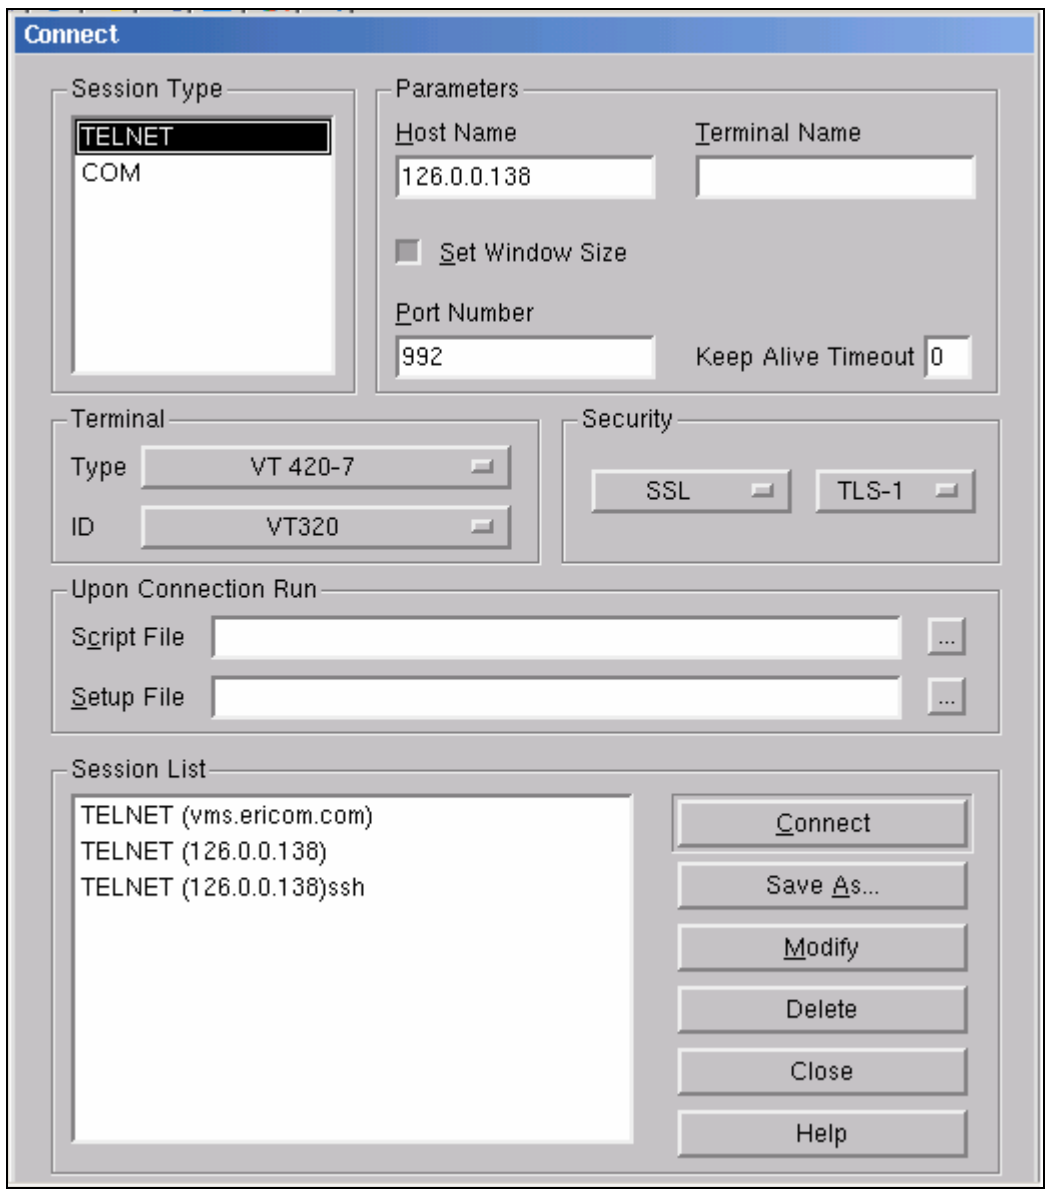 Connect
Session Type
TELNET
COM
Parameters
Host Name
Terminal Name
126.0.0.138
Set Window Size
Port Number
992
Keep Alive Timeout 0
Terminal
Type VT 420-7
ID VT320
Security
SSL TLS-1
Upon Connection Run
Script File ...
Setup File ...
Session List
TELNET (vms.ericom.com)
TELNET (126.0.0.138)
TELNET (126.0.0.138)ssh
Connect
Save As...
Modify
Delete
Close
Help